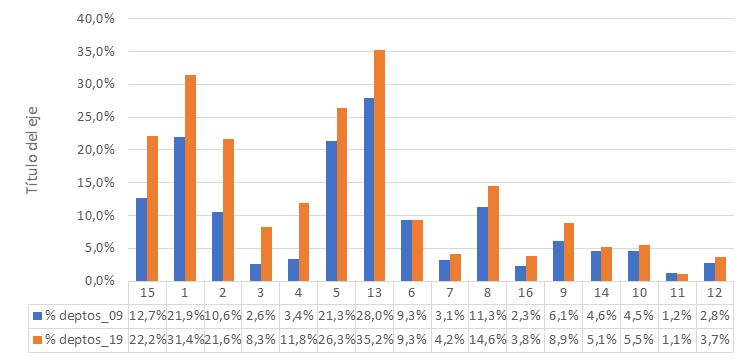 40,0%
35,0%
30,0%
25,0%
20,0%
15,0%
10,0%
5,0%
0,0%
Título del eje
15 1 2 3 4 5 13 6 7 8 16 9 14 10 11 12
% deptos_09 12,7% 21,9% 10,6% 2,6% 3,4% 21,3% 28,0% 9,3% 3,1% 11,3% 2,3% 6,1% 4,6% 4,5% 1,2% 2,8%
% deptos_19 22,2% 31,4% 21,6% 8,3% 11,8% 26,3% 35,2% 9,3% 4,2% 14,6% 3,8% 8,9% 5,1% 5,5% 1,1% 3,7%